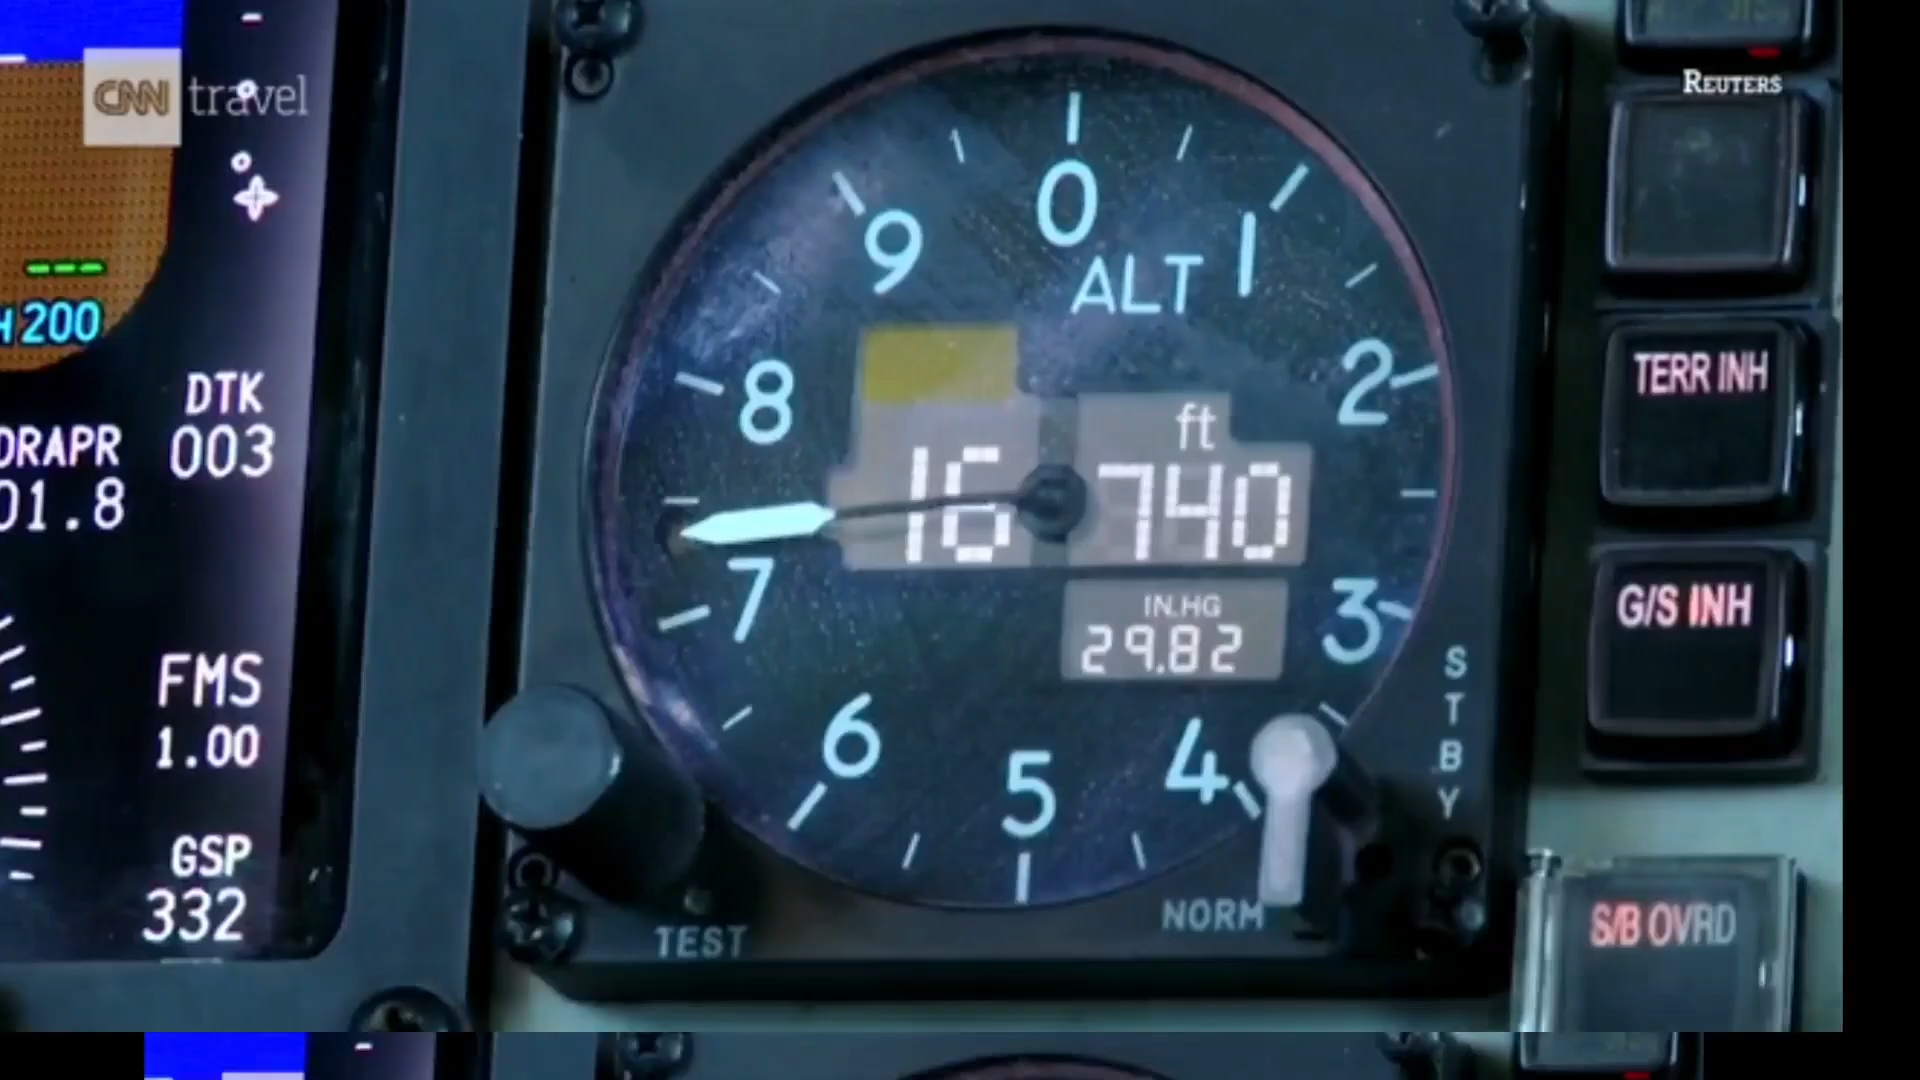 CNN travel
REUTERS
200
DTK
003
DRAPR
01.8
FMS
1.00
GSP
332
0
1
2
3
4
5
6
7
8
9
ALT
ft
16 740
IN.HG
29.82
TEST
NORM
STBY
TERR INH
G/S INH
S/B OVRD